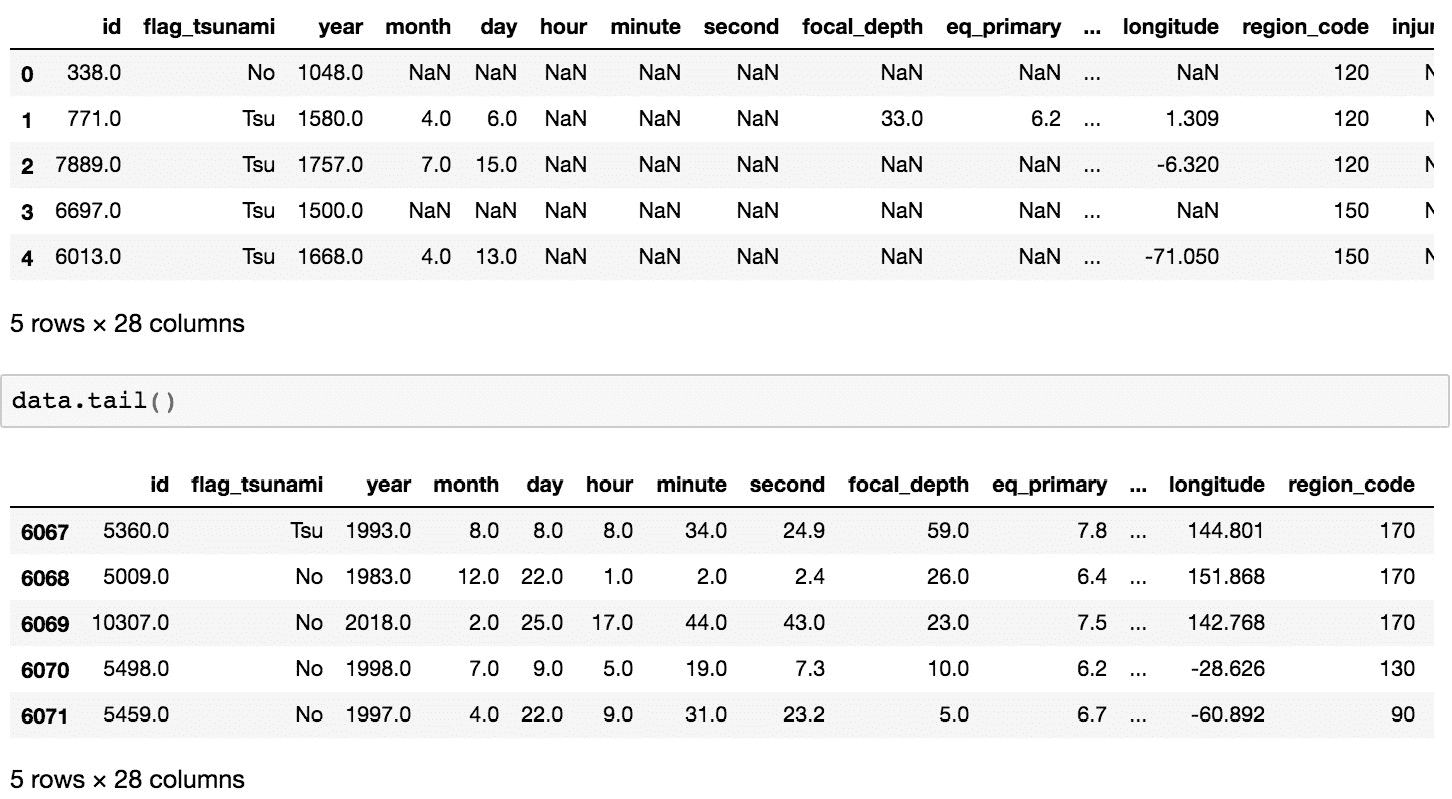 id flag_tsunami year month day hour minute second focal_depth eq_primary ... longitude region_code
0 338.0 No 1048.0 NaN NaN NaN NaN NaN NaN NaN ... NaN 120
1 771.0 Tsu 1580.0 4.0 6.0 NaN NaN NaN 33.0 6.2 ... 1.309 120
2 7889.0 Tsu 1757.0 7.0 15.0 NaN NaN NaN NaN NaN ... -6.320 120
3 6697.0 Tsu 1500.0 NaN NaN NaN NaN NaN NaN NaN ... NaN 150
4 6013.0 Tsu 1668.0 4.0 13.0 NaN NaN NaN NaN NaN ... -71.050 150
5 rows × 28 columns
data.tail()
id flag_tsunami year month day hour minute second focal_depth eq_primary ... longitude region_code
6067 5360.0 Tsu 1993.0 8.0 8.0 8.0 34.0 24.9 59.0 7.8 ... 144.801 170
6068 5009.0 No 1983.0 12.0 22.0 1.0 2.0 2.4 26.0 6.4 ... 151.868 170
6069 10307.0 No 2018.0 2.0 25.0 17.0 44.0 43.0 23.0 7.5 ... 142.768 170
6070 5498.0 No 1998.0 7.0 9.0 5.0 19.0 7.3 10.0 6.2 ... -28.626 130
6071 5459.0 No 1997.0 4.0 22.0 9.0 31.0 23.2 5.0 6.7 ... -60.892 90
5 rows × 28 columns